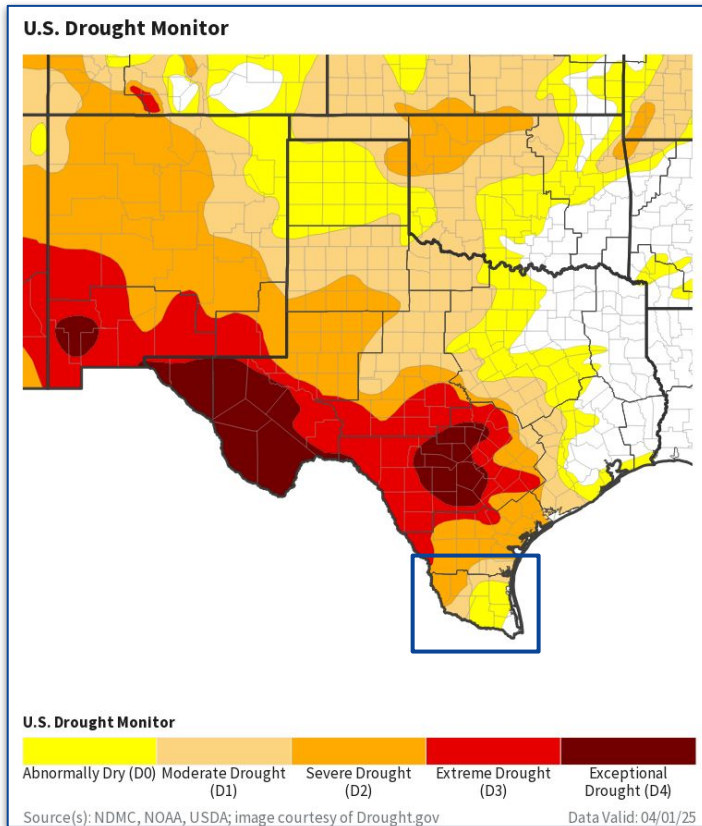 U.S. Drought Monitor
U.S. Drought Monitor
Abnormally Dry (D0)
Moderate Drought
(D1)
Severe Drought
(D2)
Extreme Drought
(D3)
Exceptional
Drought (D4)
Source(s): NDMC, NOAA, USDA; image courtesy of Drought.gov
Data Valid: 04/01/25